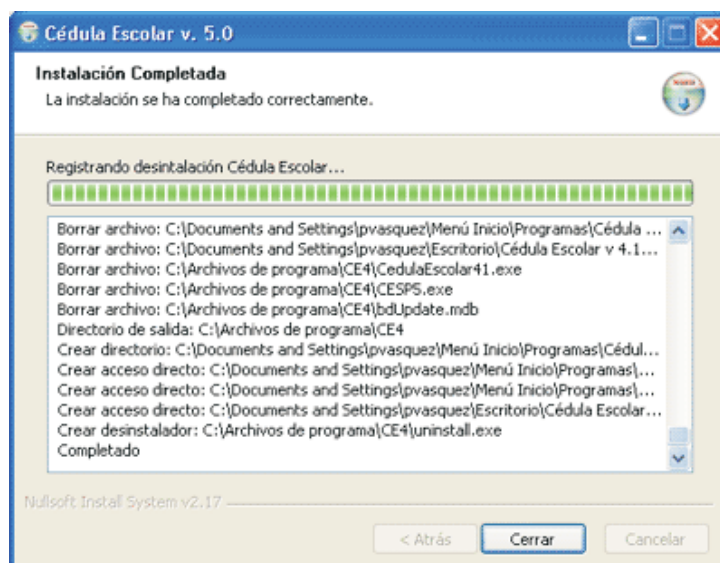 Cédula Escolar v. 5.0
Instalación Completada
La instalación se ha completado correctamente.
Registrando desintalación Cédula Escolar...
Borrar archivo: C:\Documents and Settings\pvasquez\Menú Inicio\Programas\Cédula ...
Borrar archivo: C:\Documents and Settings\pvasquez\Escritorio\Cédula Escolar v 4.1...
Borrar archivo: C:\Archivos de programa\CE4\CedulaEscolar41.exe
Borrar archivo: C:\Archivos de programa\CE4\CESP5.exe
Borrar archivo: C:\Archivos de programa\CE4\bdUpdate.mdb
Directorio de salida: C:\Archivos de programa\CE4
Crear directorio: C:\Documents and Settings\pvasquez\Menú Inicio\Programas\Cédul...
Crear acceso directo: C:\Documents and Settings\pvasquez\Menú Inicio\Programas\...
Crear acceso directo: C:\Documents and Settings\pvasquez\Menú Inicio\Programas\...
Crear acceso directo: C:\Documents and Settings\pvasquez\Escritorio\Cédula Escolar...
Crear desinstalador: C:\Archivos de programa\CE4\uninstall.exe
Completado
Nullsoft Install System v2.17
< Atrás Cerrar Cancelar